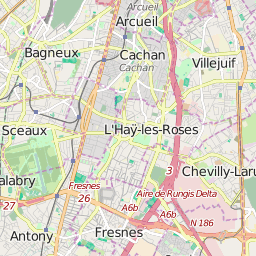 Arcueil
Arcueil
Bagneux
Cachan
Cachan
Villejuif
Sceaux
L'Haÿ-les-Roses
Chevilly-Laru
3
alabry
Fresnes
26
Aire de Rungis Delta
27
A6b
A6b
N 186
Antony
Fresnes